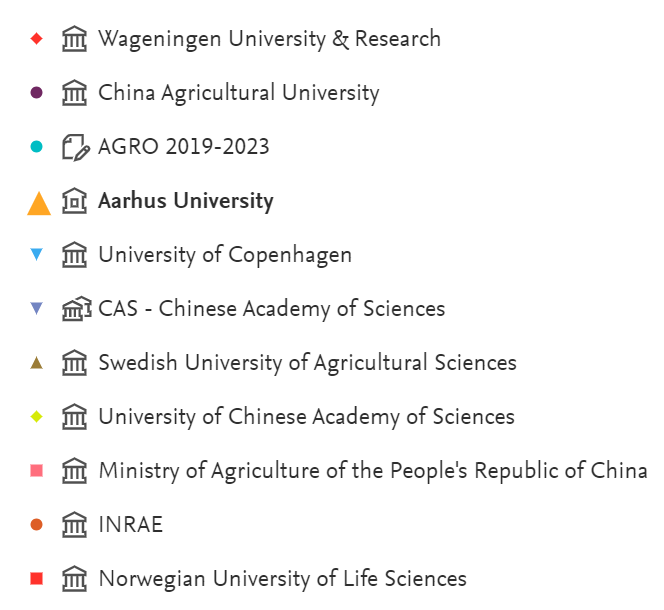 Wageningen University & Research
China Agricultural University
AGRO 2019-2023
Aarhus University
University of Copenhagen
CAS - Chinese Academy of Sciences
Swedish University of Agricultural Sciences
University of Chinese Academy of Sciences
Ministry of Agriculture of the People's Republic of China
INRAE
Norwegian University of Life Sciences